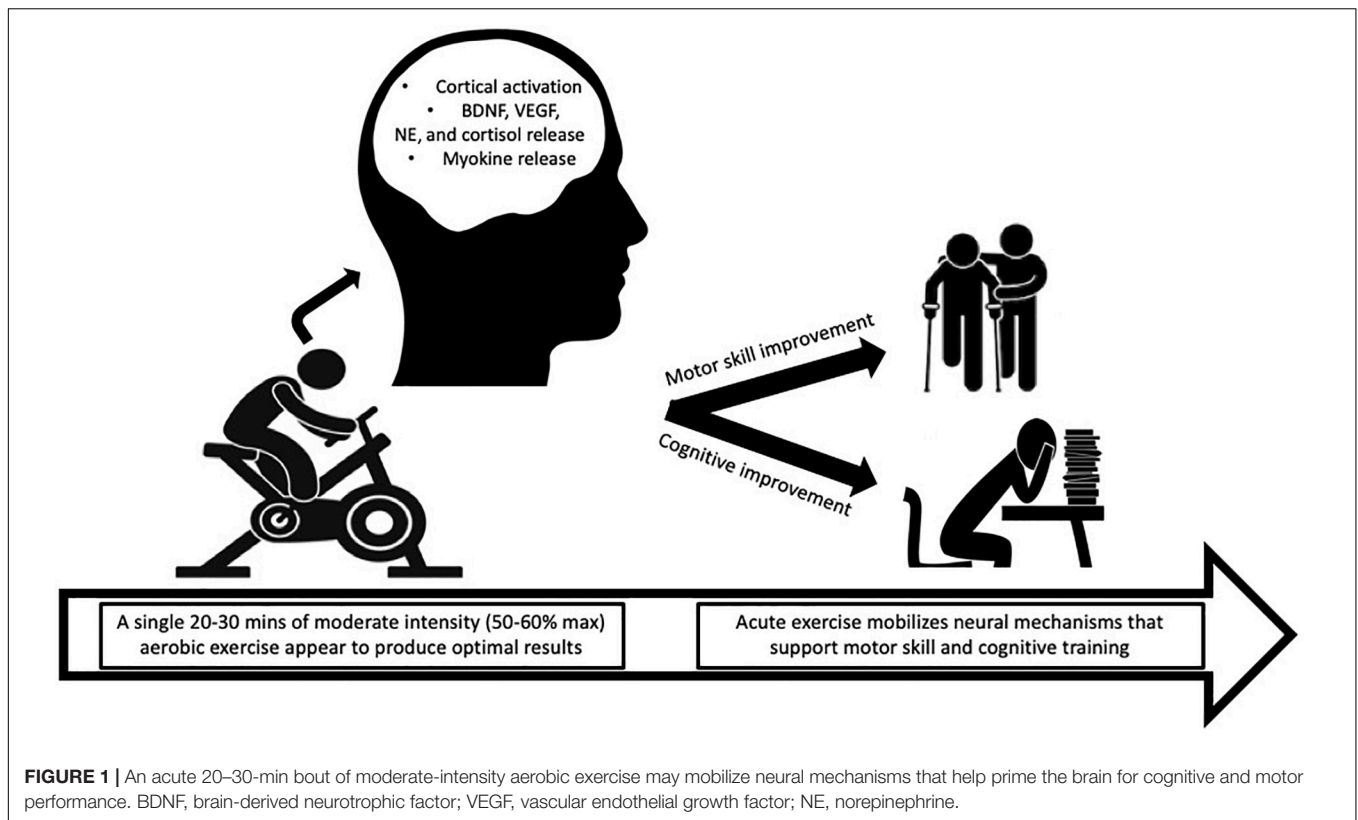 • Cortical activation
• BDNF, VEGF,
NE, and cortisol release
• Myokine release
Motor skill improvement
Cognitive improvement
A single 20-30 mins of moderate intensity (50-60% max)
aerobic exercise appear to produce optimal results
Acute exercise mobilizes neural mechanisms that
support motor skill and cognitive training
FIGURE 1 | An acute 20–30-min bout of moderate-intensity aerobic exercise may mobilize neural mechanisms that help prime the brain for cognitive and motor
performance. BDNF, brain-derived neurotrophic factor; VEGF, vascular endothelial growth factor; NE, norepinephrine.